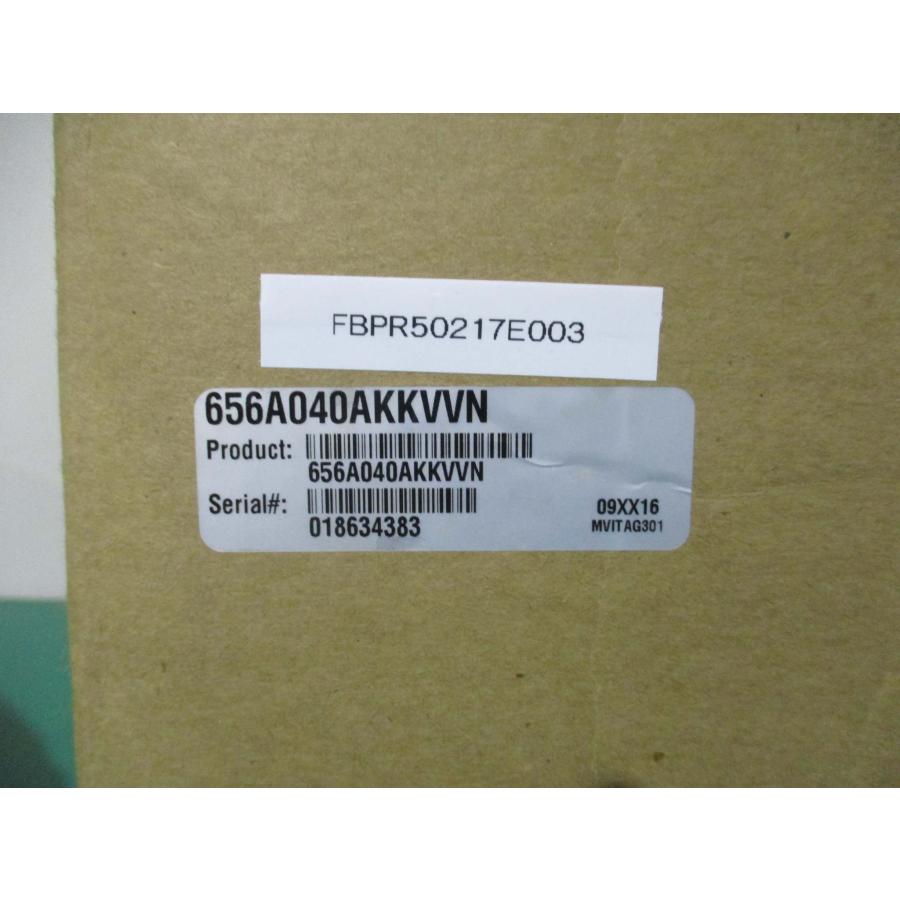 FBPR50217E003
656A040AKKVVN
Product:
656A040AKKVVN
Serial#:
018634383
09XX16
MVITAG301